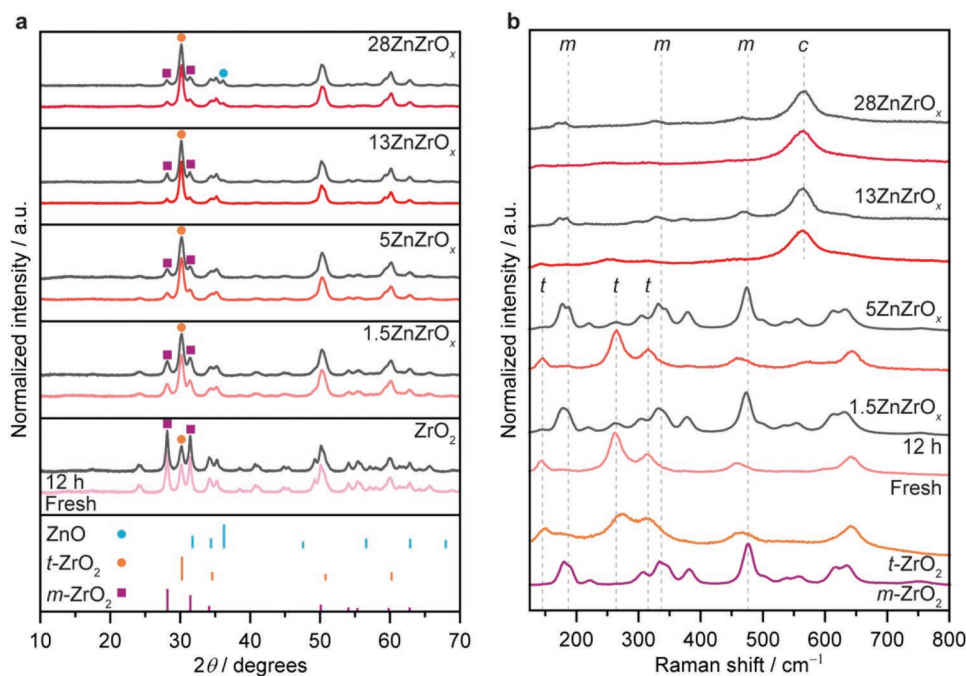 a
28ZnZrOₓ
13ZnZrOₓ
5ZnZrOₓ
1.5ZnZrOₓ
ZrO₂
12 h
Fresh
ZnO
t-ZrO₂
m-ZrO₂
Normalized intensity / a.u.
10 20 30 40 50 60 70
2θ / degrees
b
m m m c
28ZnZrOₓ
13ZnZrOₓ
t t t
5ZnZrOₓ
1.5ZnZrOₓ
12 h
Fresh
t-ZrO₂
m-ZrO₂
Normalized intensity / a.u.
200 300 400 500 600 700 800
Raman shift / cm⁻¹